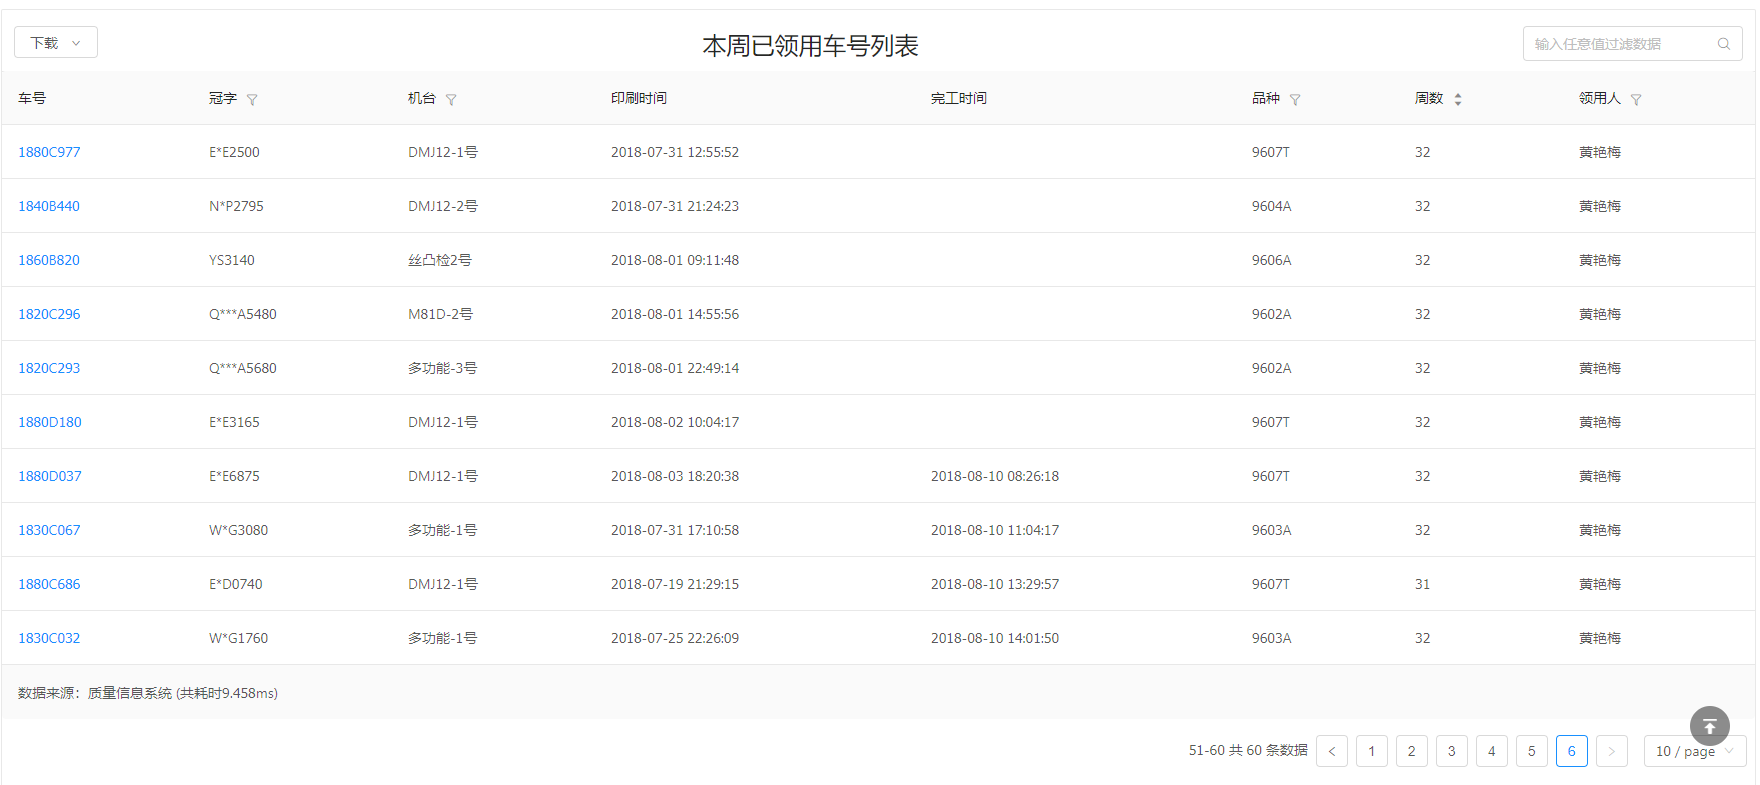 下载
本周已领用车号列表
输入任意值过滤数据
车号 冠字 机台 印刷时间 完工时间 品种 周数 领用人
1880C977 E*E2500 DMJ12-1号 2018-07-31 12:55:52 9607T 32 黄艳梅
1840B440 N*P2795 DMJ12-2号 2018-07-31 21:24:23 9604A 32 黄艳梅
1860B820 YS3140 丝凸检2号 2018-08-01 09:11:48 9606A 32 黄艳梅
1820C296 Q***A5480 M81D-2号 2018-08-01 14:55:56 9602A 32 黄艳梅
1820C293 Q***A5680 多功能-3号 2018-08-01 22:49:14 9602A 32 黄艳梅
1880D180 E*E3165 DMJ12-1号 2018-08-02 10:04:17 9607T 32 黄艳梅
1880D037 E*E6875 DMJ12-1号 2018-08-03 18:20:38 2018-08-10 08:26:18 9607T 32 黄艳梅
1830C067 W*G3080 多功能-1号 2018-07-31 17:10:58 2018-08-10 11:04:17 9603A 32 黄艳梅
1880C686 E*D0740 DMJ12-1号 2018-07-19 21:29:15 2018-08-10 13:29:57 9607T 31 黄艳梅
1830C032 W*G1760 多功能-1号 2018-07-25 22:26:09 2018-08-10 14:01:50 9603A 32 黄艳梅
数据来源：质量信息系统 (共耗时9.458ms)
51-60 共 60 条数据 < 1 2 3 4 5 6 > 10 / page